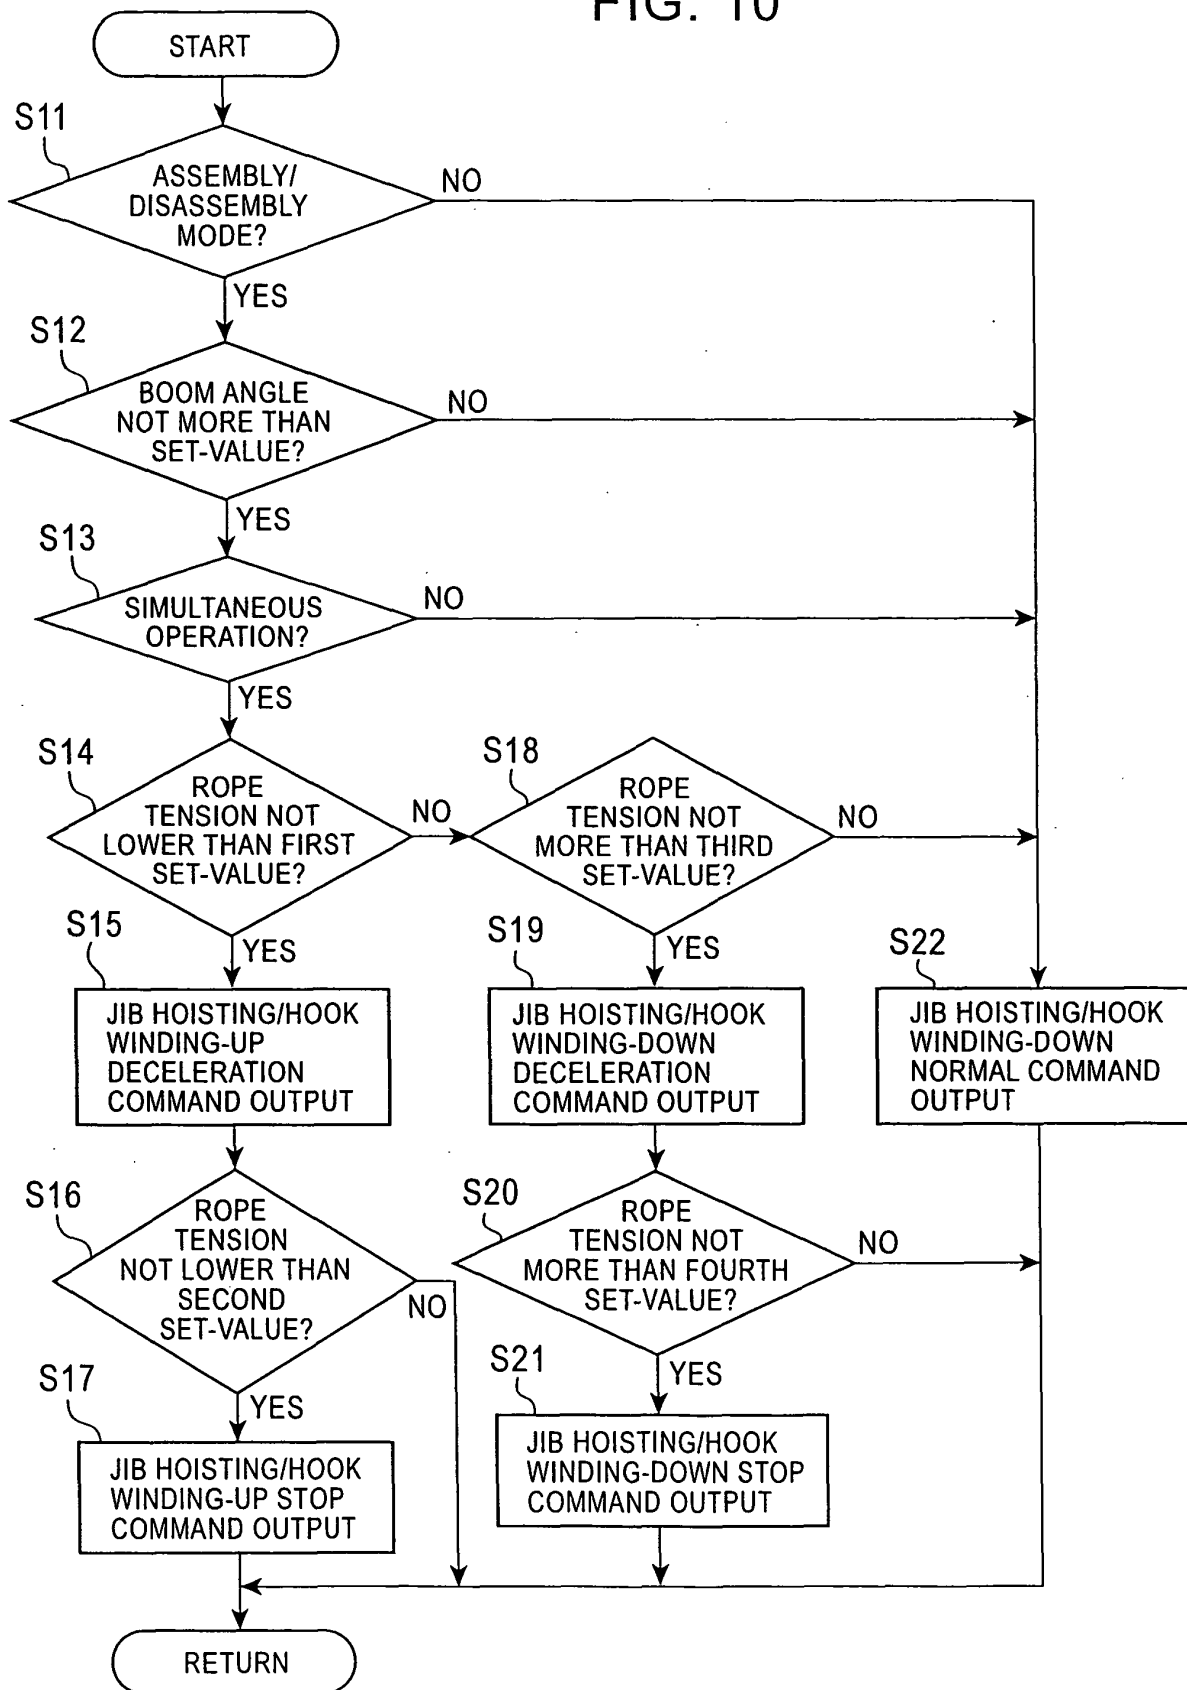 FIG. 10
START
S11
ASSEMBLY/
DISASSEMBLY
MODE?
NO
YES
S12
BOOM ANGLE
NOT MORE THAN
SET-VALUE?
NO
YES
S13
SIMULTANEOUS
OPERATION?
NO
YES
S14
ROPE
TENSION NOT
LOWER THAN FIRST
SET-VALUE?
NO
YES
S18
ROPE
TENSION NOT
MORE THAN THIRD
SET-VALUE?
NO
YES
S15
JIB HOISTING/HOOK
WINDING-UP
DECELERATION
COMMAND OUTPUT
S19
JIB HOISTING/HOOK
WINDING-DOWN
DECELERATION
COMMAND OUTPUT
S22
JIB HOISTING/HOOK
WINDING-DOWN
NORMAL COMMAND
OUTPUT
S16
ROPE
TENSION
NOT LOWER THAN
SECOND
SET-VALUE?
NO
YES
S20
ROPE
TENSION NOT
MORE THAN FOURTH
SET-VALUE?
NO
YES
S17
JIB HOISTING/HOOK
WINDING-UP STOP
COMMAND OUTPUT
S21
JIB HOISTING/HOOK
WINDING-DOWN STOP
COMMAND OUTPUT
RETURN